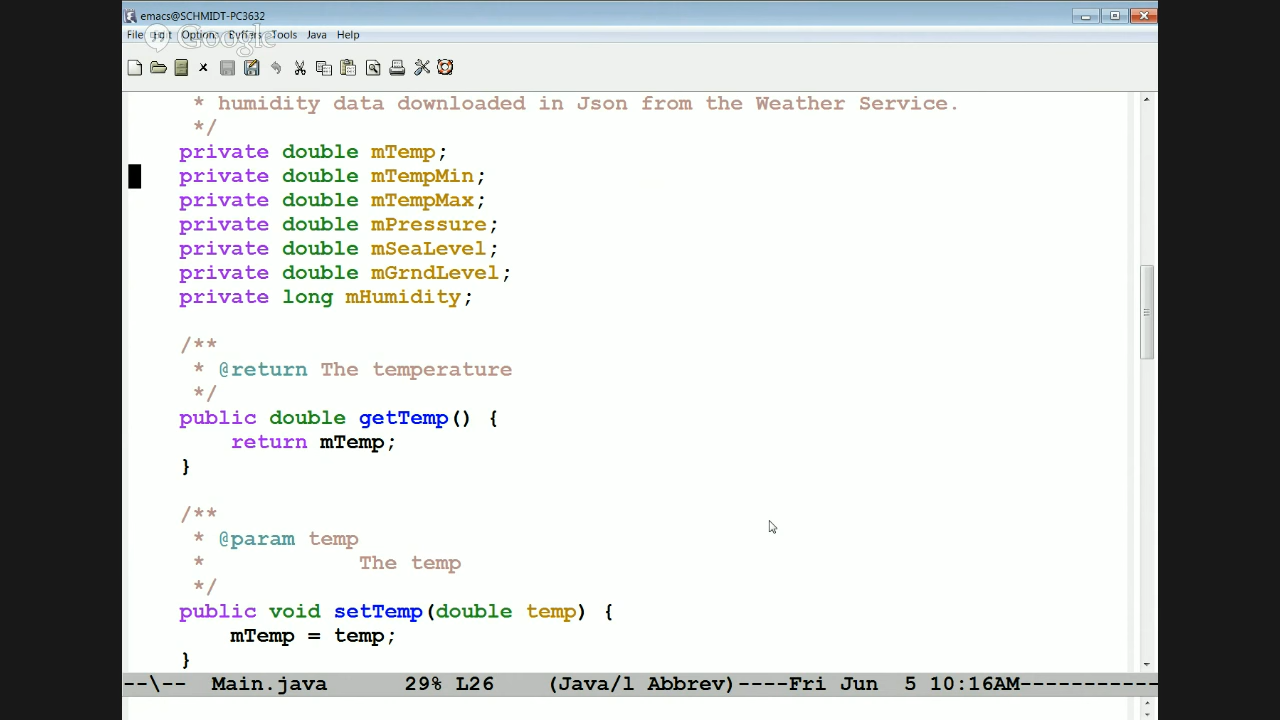 emacs@SCHMIDT-PC3632
File Edit Options Buffers Tools Java Help
Google
* humidity data downloaded in Json from the Weather Service.
*/
private double mTemp;
private double mTempMin;
private double mTempMax;
private double mPressure;
private double mSeaLevel;
private double mGrndLevel;
private long mHumidity;
/**
* @return The temperature
*/
public double getTemp() {
return mTemp;
}
/**
* @param temp
* The temp
*/
public void setTemp(double temp) {
mTemp = temp;
}
--\-- Main.java 29% L26 (Java/l Abbrev)----Fri Jun 5 10:16AM-----------